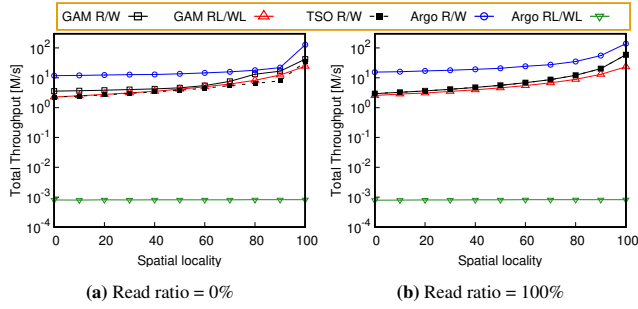 GAM R/W GAM RL/WL TSO R/W Argo R/W Argo RL/WL
Total Throughput [M/s]
10^2
10^1
10^0
10^-1
10^-2
10^-3
10^-4
0 20 40 60 80 100
Spatial locality
(a) Read ratio = 0%
Total Throughput [M/s]
10^2
10^1
10^0
10^-1
10^-2
10^-3
10^-4
0 20 40 60 80 100
Spatial locality
(b) Read ratio = 100%